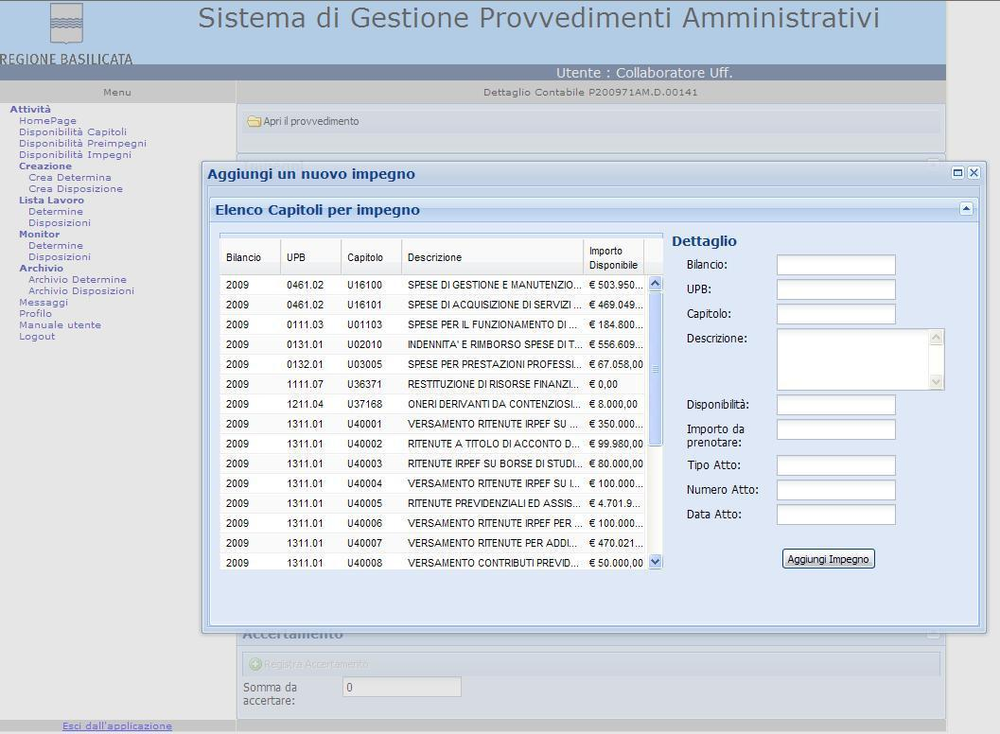 Sistema di Gestione Provvedimenti Amministrativi
REGIONE BASILICATA
Utente : Collaboratore Uff.
Menu
Dettaglio Contabile P200971AM.D.00141
Attività
HomePage
Disponibilità Capitoli
Disponibilità Preimpegni
Disponibilità Impegni
Creazione
Crea Determina
Crea Disposizione
Lista Lavoro
Determine
Disposizioni
Monitor
Determine
Disposizioni
Archivio
Archivio Determine
Archivio Disposizioni
Messaggi
Profilo
Manuale utente
Logout
Apri il provvedimento
Aggiungi un nuovo impegno
Elenco Capitoli per impegno
Bilancio UPB Capitolo Descrizione Importo Disponibile
2009 0461.02 U16100 SPESE DI GESTIONE E MANUTENZIO... € 503.950...
2009 0461.02 U16101 SPESE DI ACQUISIZIONE DI SERVIZI ... € 469.049...
2009 0111.03 U01103 SPESE PER IL FUNZIONAMENTO DI ... € 184.800...
2009 0131.01 U02010 INDENNITA' E RIMBORSO SPESE DI T... € 556.609...
2009 0132.01 U03005 SPESE PER PRESTAZIONI PROFESSI... € 67.058,00
2009 1111.07 U36371 RESTITUZIONE DI RISORSE FINANZI... € 0,00
2009 1211.04 U37168 ONERI DERIVANTI DA CONTENZIOSI... € 8.000,00
2009 1311.01 U40001 VERSAMENTO RITENUTE IRPEF SU ... € 350.000...
2009 1311.01 U40002 RITENUTE A TITOLO DI ACCONTO D... € 99.980,00
2009 1311.01 U40003 RITENUTE IRPEF SU BORSE DI STUDI... € 80.000,00
2009 1311.01 U40004 VERSAMENTO RITENUTE IRPEF SU I... € 100.000...
2009 1311.01 U40005 RITENUTE PREVIDENZIALI ED ASSIS... € 4.701.9...
2009 1311.01 U40006 VERSAMENTO RITENUTE IRPEF PER ... € 100.000...
2009 1311.01 U40007 VERSAMENTO RITENUTE PER ADDI... € 470.021...
2009 1311.01 U40008 VERSAMENTO CONTRIBUTI PREVID... € 50.000,00
Dettaglio
Bilancio:
UPB:
Capitolo:
Descrizione:
Disponibilità:
Importo da
prenotare:
Tipo Atto:
Numero Atto:
Data Atto:
Aggiungi Impegno
Accertamento
Registra Accertamento
Somma da
accertare:
0
Esci dall'applicazione